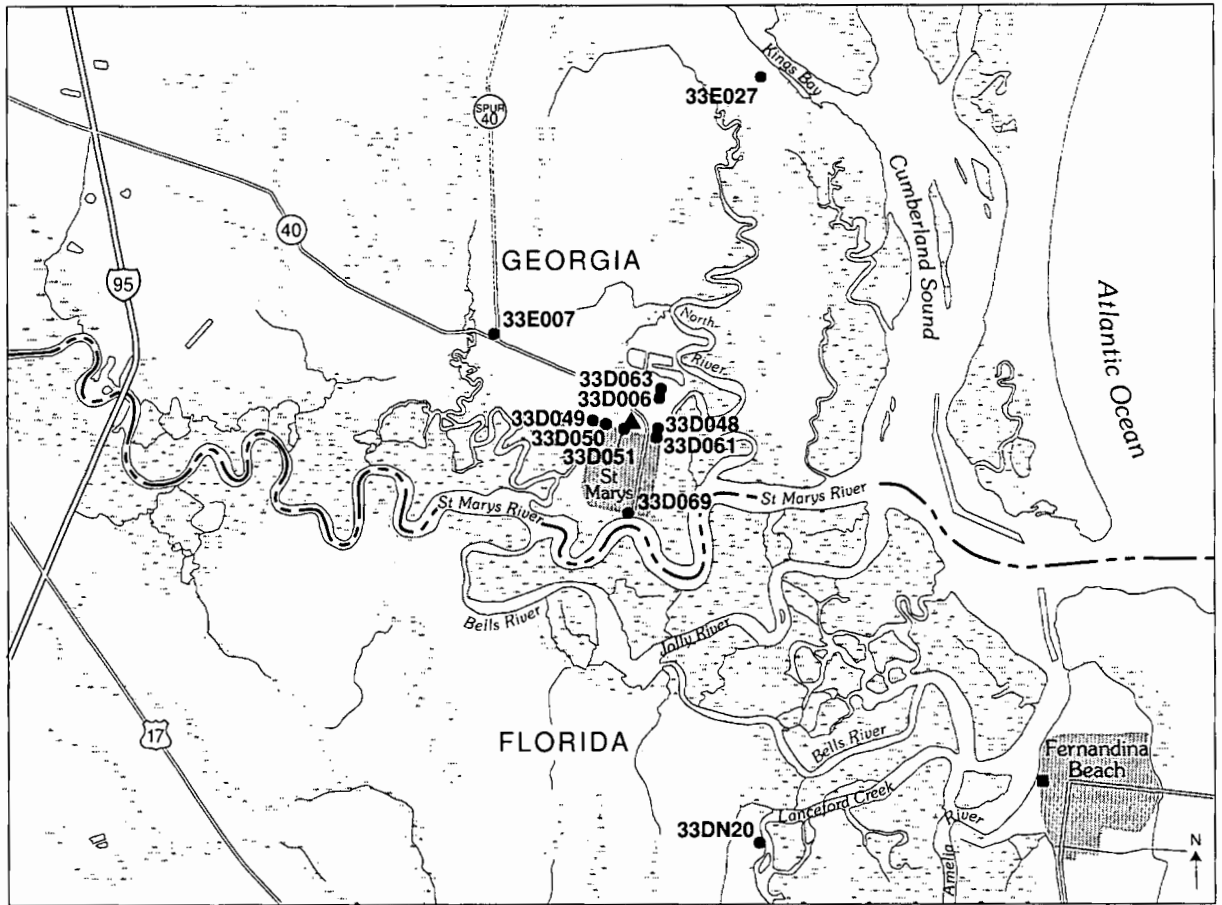 Kings Bay
33E027
SPUR
40
Cumberland Sound
40
GEORGIA
95
Atlantic Ocean
33E007
North
River
33D063
33D006
33D049
33D048
33D050
33D061
33D051
St
Marys
33D069
St Marys River
St Marys River
Bells River
Jolly River
17
FLORIDA
Bells River
Fernandina
Beach
Lanceford Creek
33DN20
River
Amelia
N